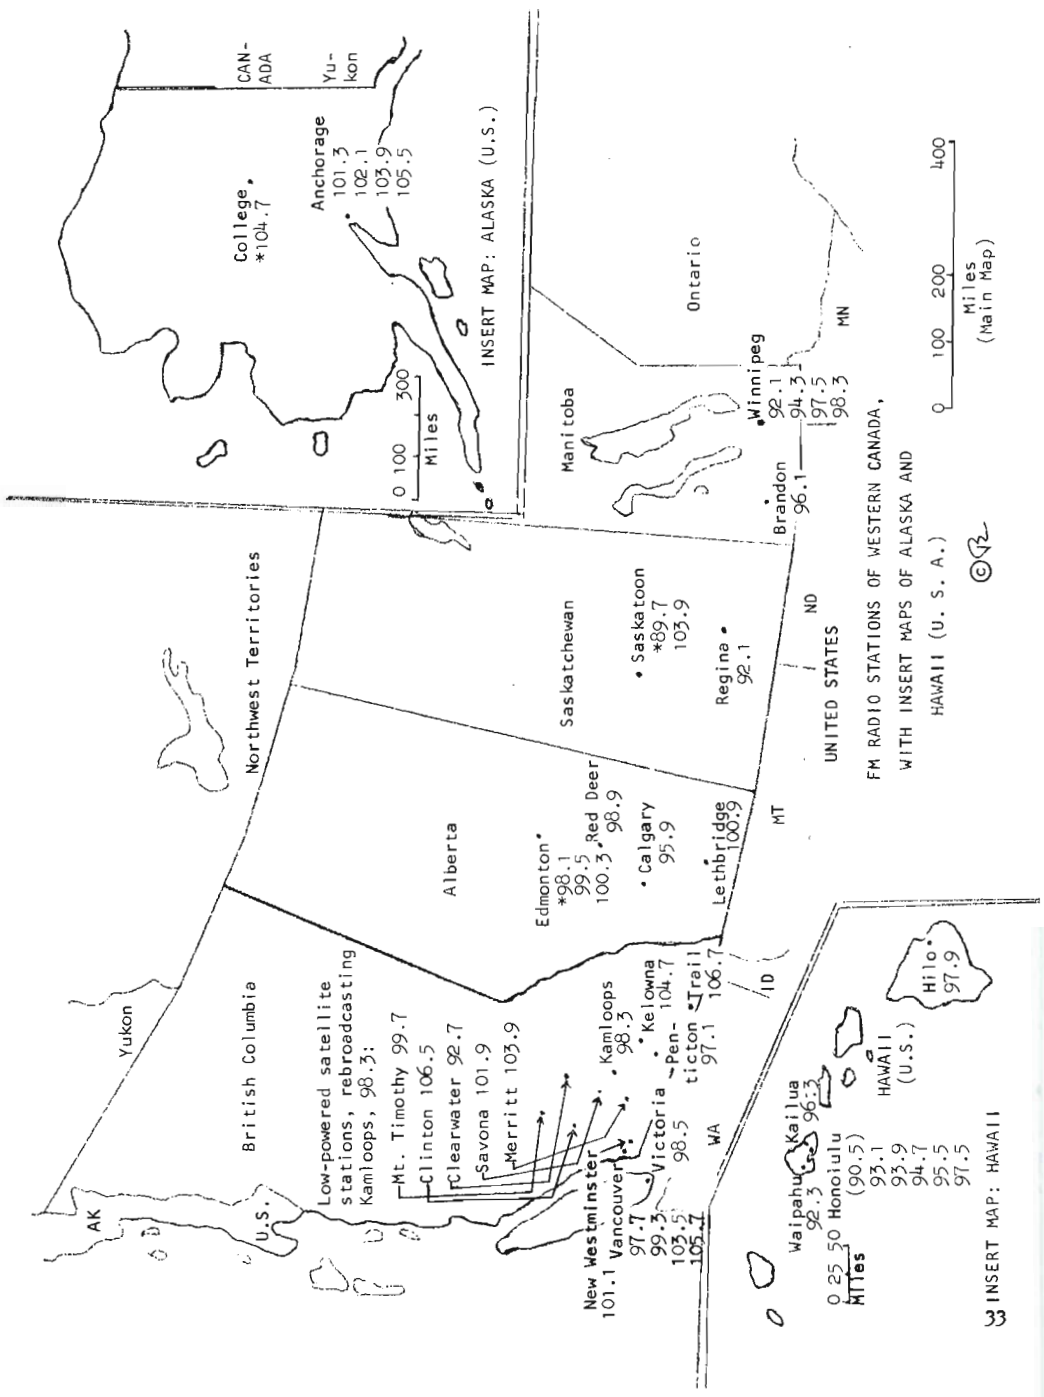 CAN-
ADA
Yu-
kon
College
*104.7
Anchorage
101.3
102.1
103.9
105.5
0 100 300
Miles
INSERT MAP: ALASKA (U.S.)
Yukon
Northwest Territories
AK
U.S.
British Columbia
Low-powered satellite
stations, rebroadcasting
Kamloops, 98.3:
Mt. Timothy 99.7
Clinton 106.5
Clearwater 92.7
Savona 101.9
Merritt 103.9
Alberta
Edmonton
*98.1
99.5
100.3
Red Deer
98.9
Calgary
95.9
Lethbridge
100.9
Saskatchewan
Saskatoon
*89.7
103.9
Regina
92.1
Manitoba
Brandon
96.1
Winnipeg
92.1
94.3
97.5
98.3
Ontario
Kamloops
98.3
Kelowna
104.7
Pen-
ticton
97.1
Trail
106.7
New Westminster
101.1
Vancouver
97.7
99.3
103.5
105.7
Victoria
98.5
WA
ID
MT
ND
MN
UNITED STATES
FM RADIO STATIONS OF WESTERN CANADA,
WITH INSERT MAPS OF ALASKA AND
HAWAII (U. S. A.)
0 100 200 400
Miles
(Main Map)
Waipahu
92.3
Kailua
96.3
Honolulu
(90.5)
93.1
93.9
94.7
95.5
97.5
0 25 50
Miles
HAWAII
(U.S.)
Hilo
97.9
33 INSERT MAP: HAWAII